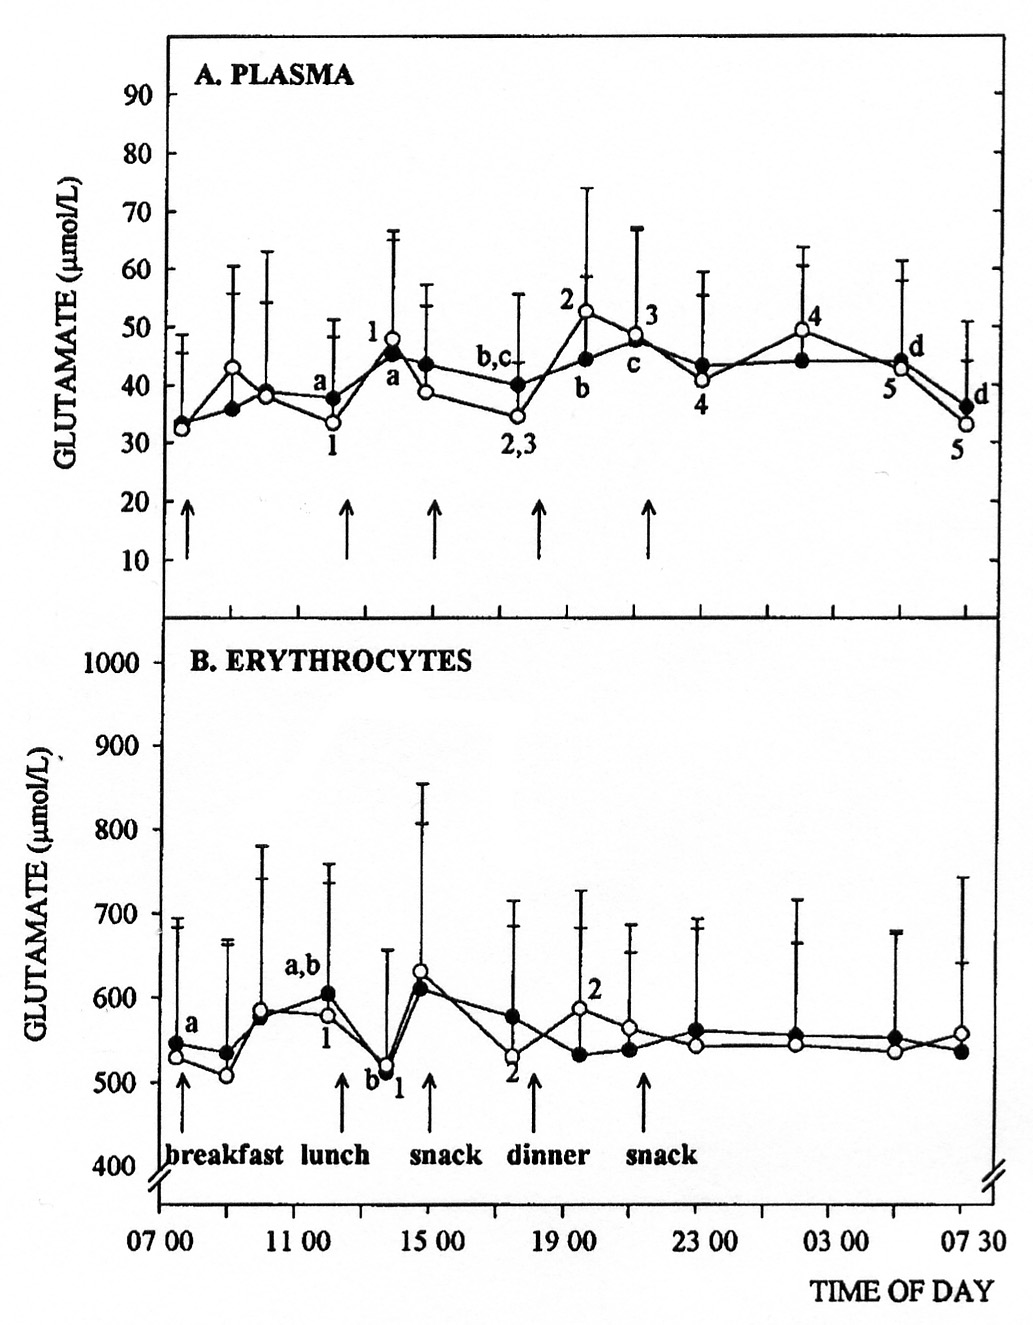 A. PLASMA
GLUTAMATE (µmol/L)
90
80
70
60
50
40
30
20
10
a
1
1
a
b,c
2,3
2
b
3
c
4
4
d
5
d
5
B. ERYTHROCYTES
GLUTAMATE (µmol/L)
1000
900
800
700
600
500
400
a
a,b
1
b
1
2
2
breakfast lunch snack dinner snack
07 00 11 00 15 00 19 00 23 00 03 00 07 30
TIME OF DAY